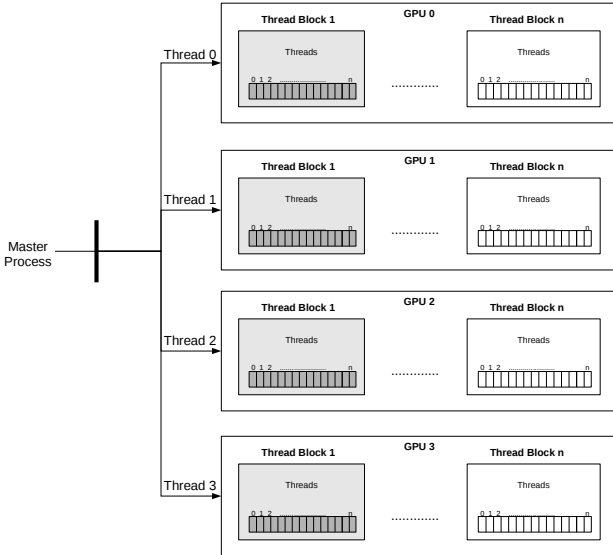 Thread Block 1 GPU 0 Thread Block n
Thread 0
Threads Threads
0 1 2 ........................ n 0 1 2 ........................ n
.............
Thread Block 1 GPU 1 Thread Block n
Thread 1
Threads Threads
0 1 2 ........................ n 0 1 2 ........................ n
.............
Master
Process
Thread Block 1 GPU 2 Thread Block n
Thread 2
Threads Threads
0 1 2 ........................ n 0 1 2 ........................ n
.............
Thread Block 1 GPU 3 Thread Block n
Thread 3
Threads Threads
0 1 2 ........................ n 0 1 2 ........................ n
.............